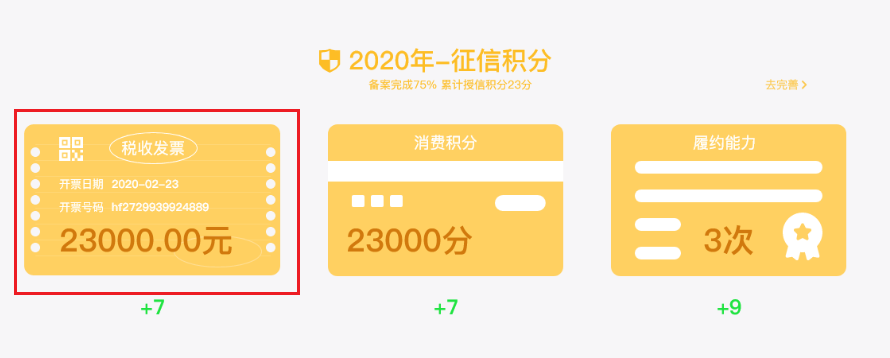 2020年-征信积分
备案完成75% 累计授信积分23分
去完善 >
税收发票
开票日期 2020-02-23
开票号码 hf2729939924889
23000.00元
+7
消费积分
23000分
+7
履约能力
3次
+9